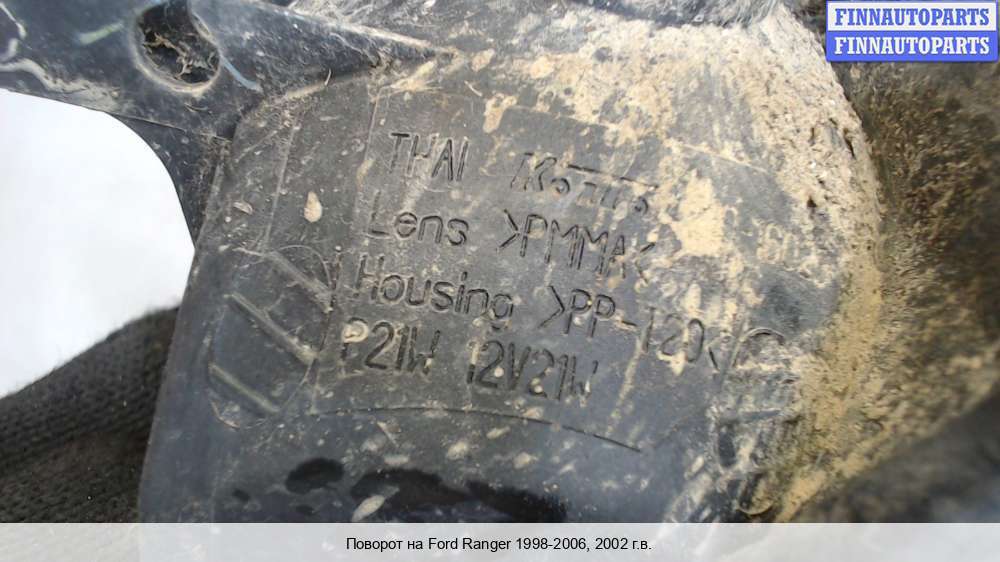 FINNAUTOPARTS
FINNAUTOPARTS
THAI
Lens >PMMA<
Housing >PP-T20<
P21W 12V21W
Поворот на Ford Ranger 1998-2006, 2002 г.в.